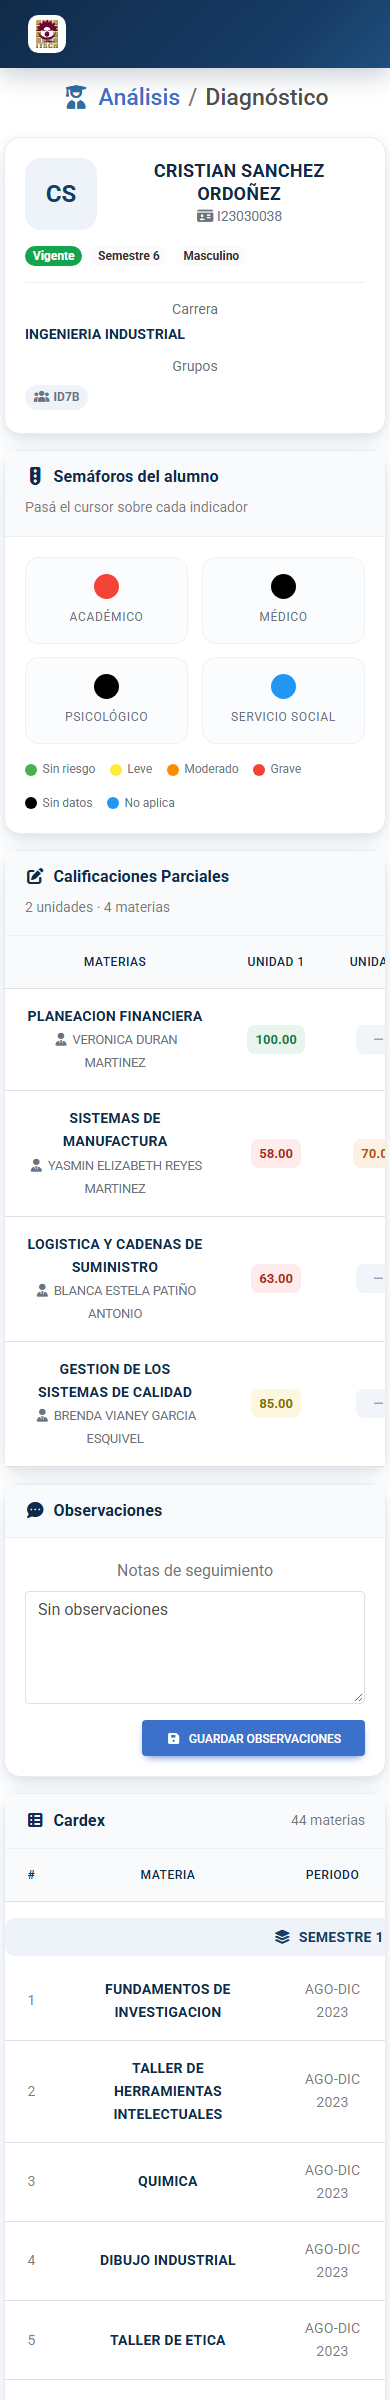 ITSCH
Análisis / Diagnóstico
CS
CRISTIAN SANCHEZ
ORDOÑEZ
I23030038
Vigente Semestre 6 Masculino
Carrera
INGENIERIA INDUSTRIAL
Grupos
ID7B
Semáforos del alumno
Pasá el cursor sobre cada indicador
ACADÉMICO MÉDICO
PSICOLÓGICO SERVICIO SOCIAL
Sin riesgo Leve Moderado Grave
Sin datos No aplica
Calificaciones Parciales
2 unidades · 4 materias
MATERIAS UNIDAD 1 UNIDA
PLANEACION FINANCIERA
VERONICA DURAN
MARTINEZ
100.00 —
SISTEMAS DE
MANUFACTURA
YASMIN ELIZABETH REYES
MARTINEZ
58.00 70.0
LOGISTICA Y CADENAS DE
SUMINISTRO
BLANCA ESTELA PATIÑO
ANTONIO
63.00 —
GESTION DE LOS
SISTEMAS DE CALIDAD
BRENDA VIANEY GARCIA
ESQUIVEL
85.00 —
Observaciones
Notas de seguimiento
Sin observaciones
GUARDAR OBSERVACIONES
Cardex 44 materias
# MATERIA PERIODO
SEMESTRE 1
1 FUNDAMENTOS DE
INVESTIGACION
AGO-DIC
2023
2 TALLER DE
HERRAMIENTAS
INTELECTUALES
AGO-DIC
2023
3 QUIMICA
AGO-DIC
2023
4 DIBUJO INDUSTRIAL
AGO-DIC
2023
5 TALLER DE ETICA
AGO-DIC
2023